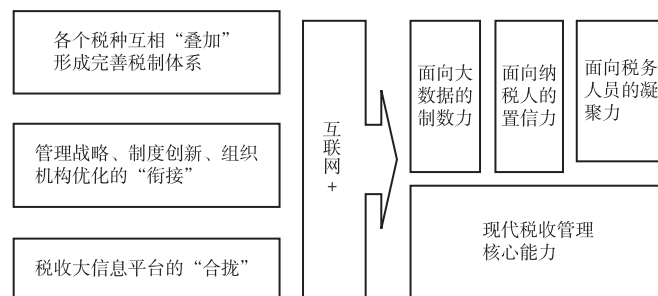 各个税种互相“叠加”
形成完善税制体系
管理战略、制度创新、组织
机构优化的“衔接”
税收大信息平台的“合拢”
互
联
网
+
面向大
数据的
制数力
面向纳
税人的
置信力
面向税务
人员的凝
聚力
现代税收管理
核心能力